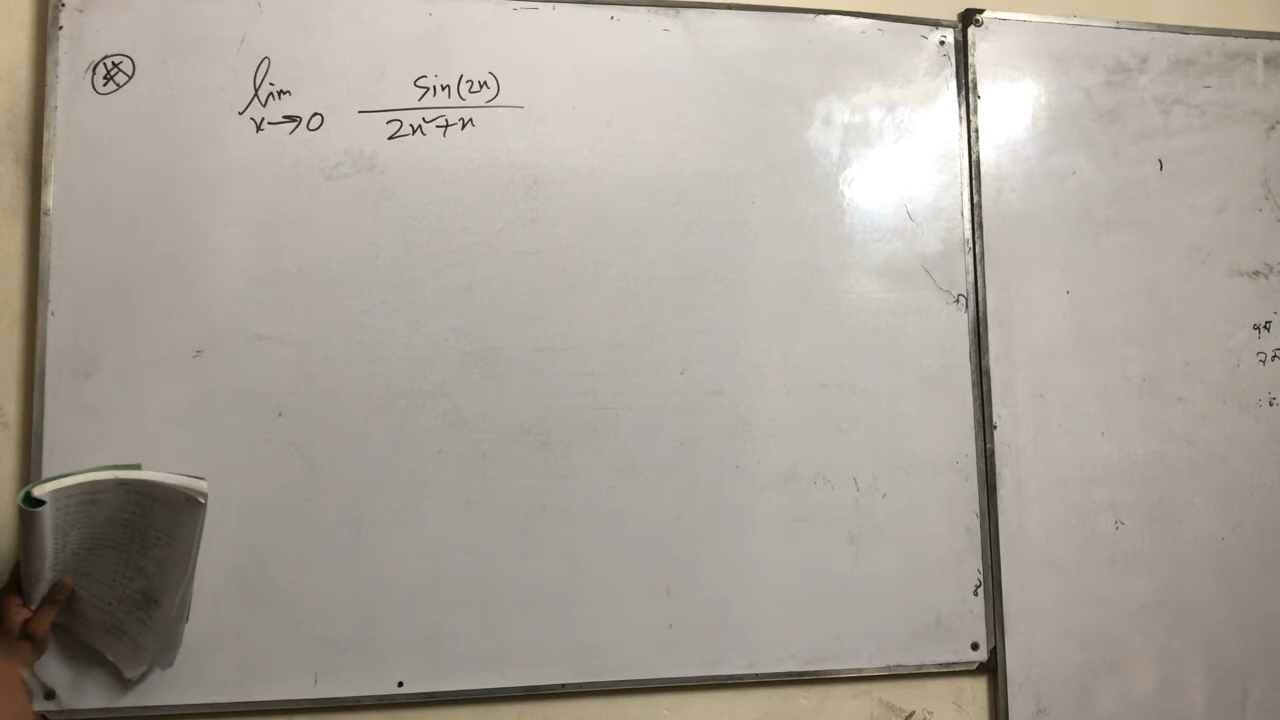 # lim x→0 sin(2x) / 2x²+x